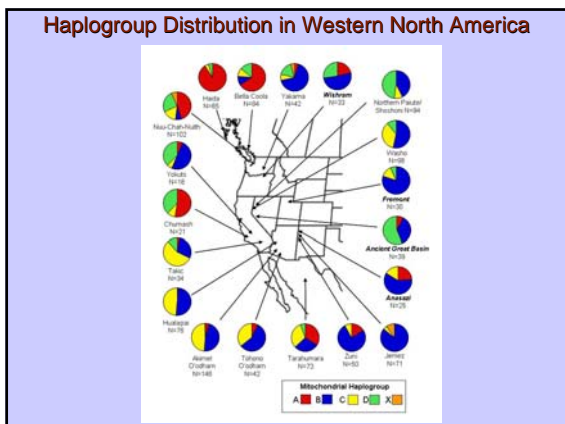 Haplogroup Distribution in Western North America
Haida
N=65
Bella Coola
N=84
Yakama
N=42
Wishram
N=33
Northern Paiute/
Shoshoni N=94
Nuu-Chah-Nulth
N=102
Washo
N=98
Yokuts
N=18
Fremont
N=30
Chumash
N=21
Ancient Great Basin
N=39
Takic
N=34
Anasazi
N=25
Hualapai
N=76
Akimel
O'odham
N=146
Tohono
O'odham
N=42
Tarahumara
N=73
Zuni
N=50
Jemez
N=71
Mitochondrial Haplogroup
A B C D X